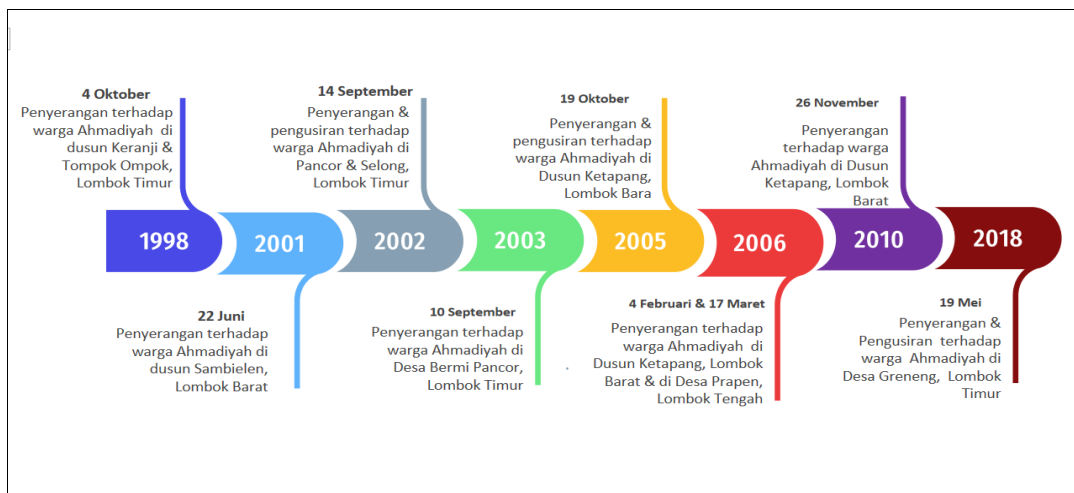 4 Oktober
Penyerangan terhadap
warga Ahmadiyah di
dusun Keranji &
Tompok Ompok,
Lombok Timur
14 September
Penyerangan &
pengusiran terhadap
warga Ahmadiyah di
Pancor & Selong,
Lombok Timur
19 Oktober
Penyerangan &
pengusiran terhadap
warga Ahmadiyah di
Dusun Ketapang,
Lombok Bara
26 November
Penyerangan
terhadap warga
Ahmadiyah di Dusun
Ketapang, Lombok
Barat
1998
2001
2002
2003
2005
2006
2010
2018
22 Juni
Penyerangan terhadap
warga Ahmadiyah di
dusun Sambielen,
Lombok Barat
10 September
Penyerangan terhadap
warga Ahmadiyah di
Desa Bermi Pancor,
Lombok Timur
4 Februari & 17 Maret
Penyerangan terhadap
warga Ahmadiyah di
Dusun Ketapang, Lombok
Barat & di Desa Prapen,
Lombok Tengah
19 Mei
Penyerangan &
Pengusiran terhadap
warga Ahmadiyah di
Desa Greneng, Lombok
Timur